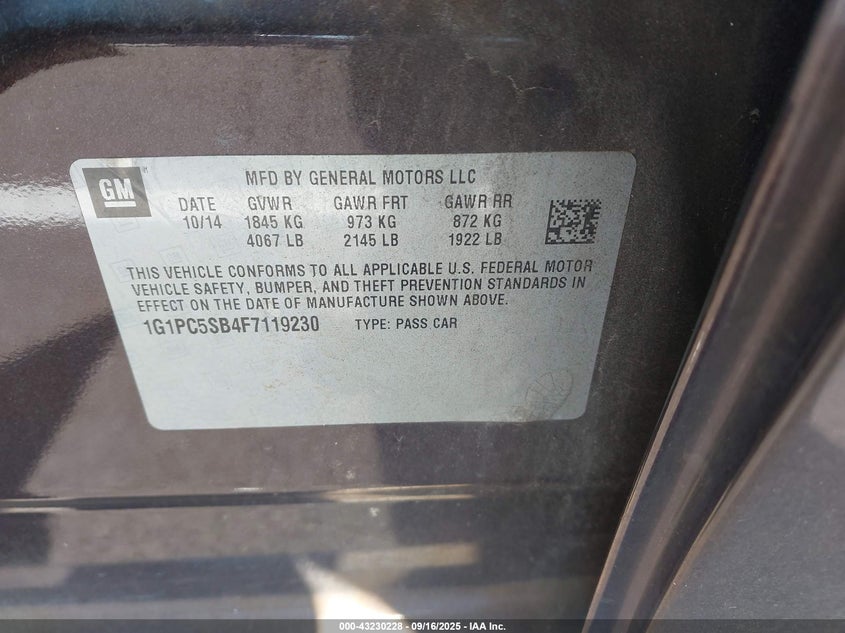 GM
MFD BY GENERAL MOTORS LLC
DATE GVWR GAWR FRT GAWR RR
10/14 1845 KG 973 KG 872 KG
4067 LB 2145 LB 1922 LB
THIS VEHICLE CONFORMS TO ALL APPLICABLE U.S. FEDERAL MOTOR
VEHICLE SAFETY, BUMPER, AND THEFT PREVENTION STANDARDS IN
EFFECT ON THE DATE OF MANUFACTURE SHOWN ABOVE.
1G1PC5SB4F7119230 TYPE: PASS CAR
000-43230228 - 09/16/2025 - IAA Inc.